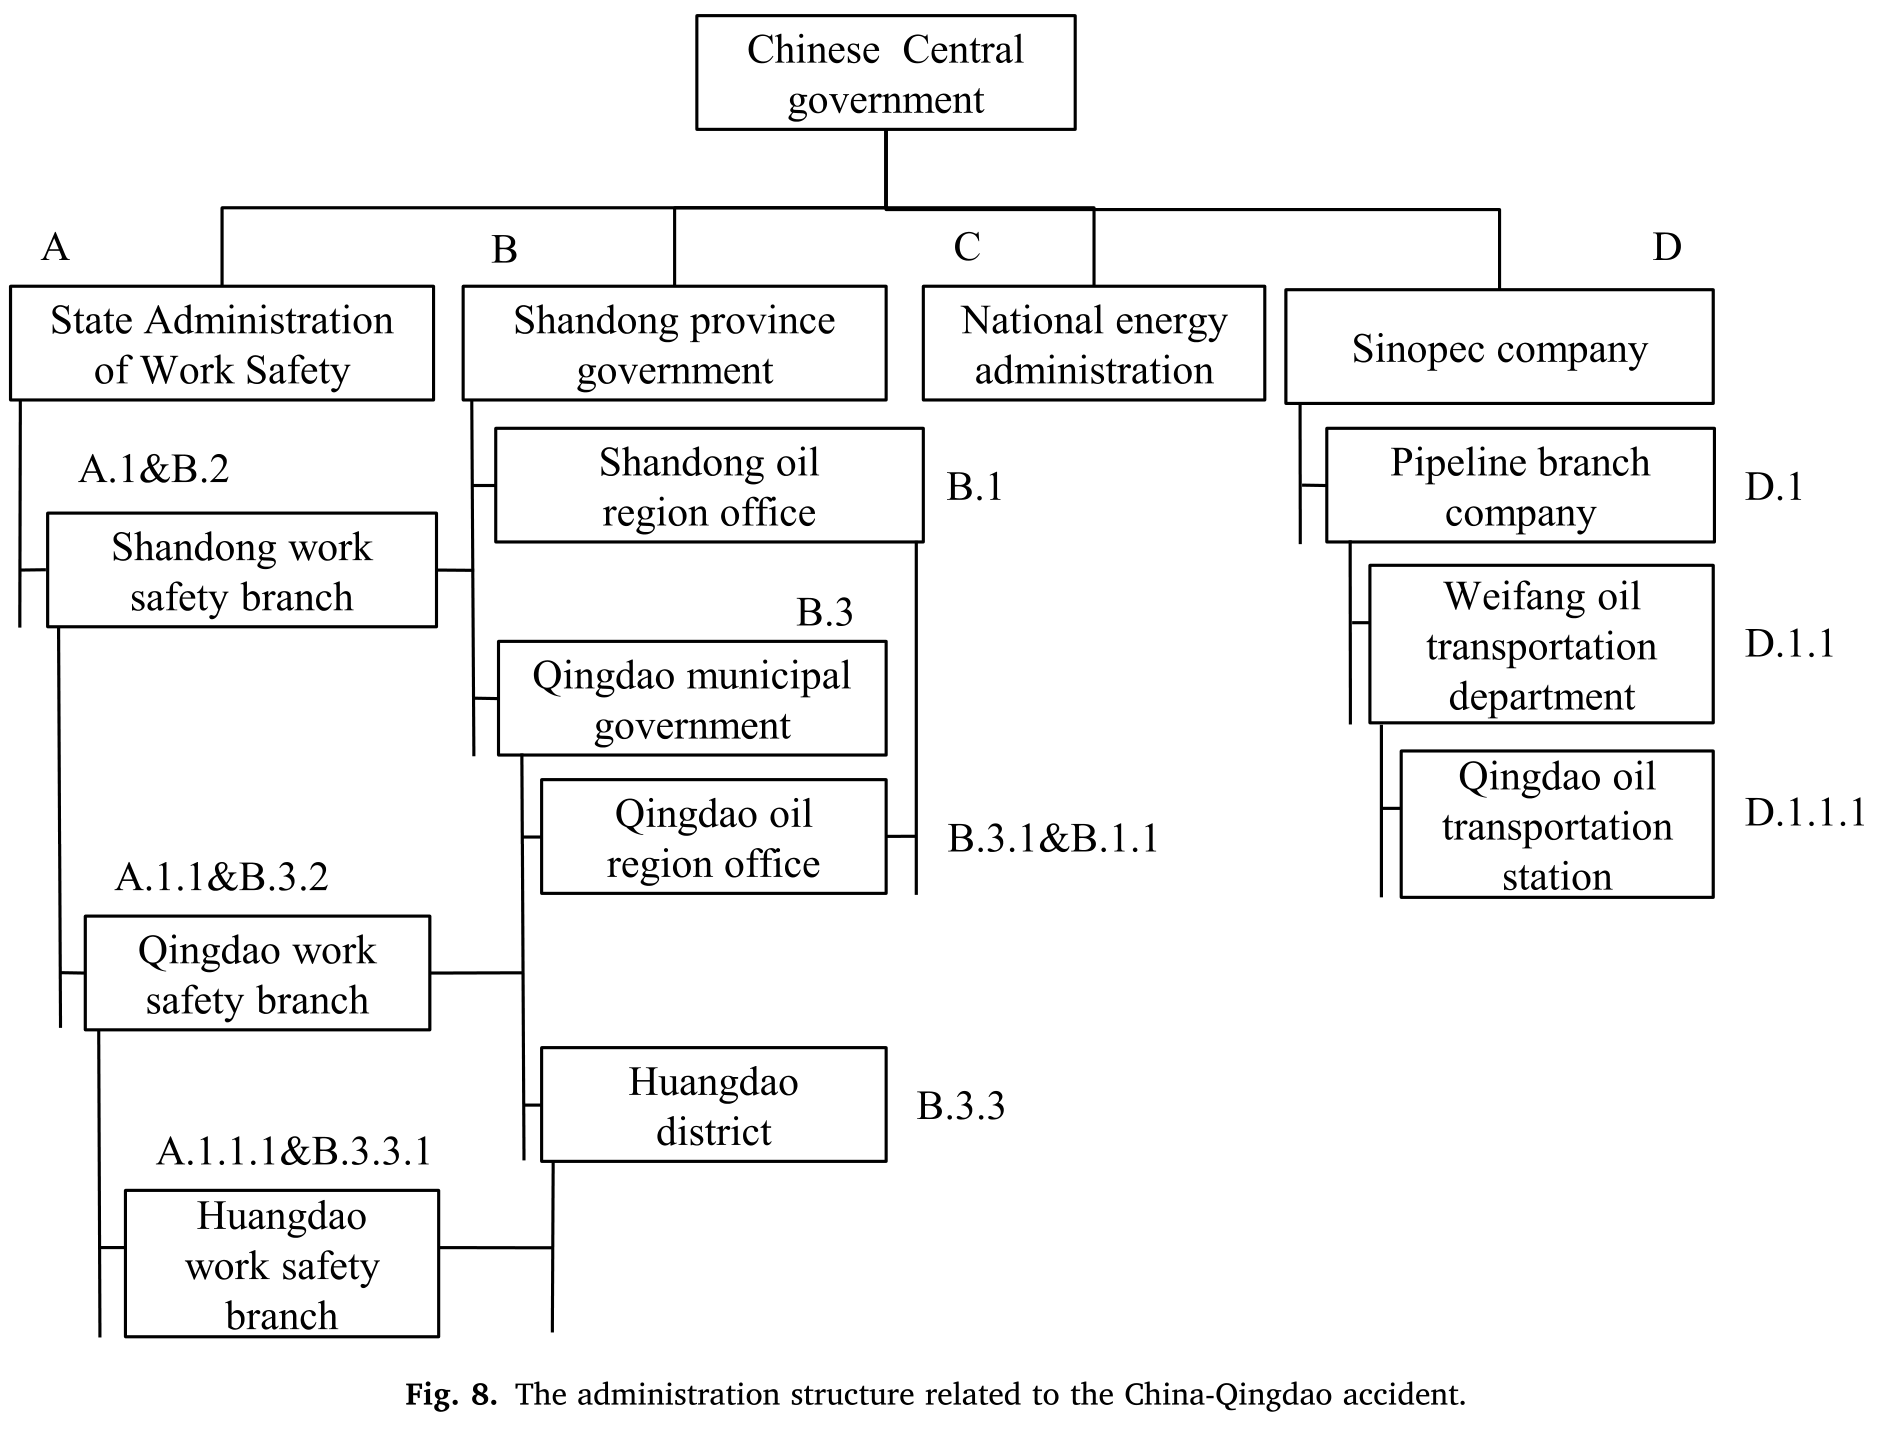 Chinese Central
government
A
B
C
D
State Administration
of Work Safety
Shandong province
government
National energy
administration
Sinopec company
A.1&B.2
Shandong oil
region office
B.1
Pipeline branch
company
D.1
Shandong work
safety branch
B.3
Weifang oil
transportation
department
D.1.1
Qingdao municipal
government
Qingdao oil
region office
B.3.1&B.1.1
Qingdao oil
transportation
station
D.1.1.1
A.1.1&B.3.2
Qingdao work
safety branch
Huangdao
district
B.3.3
A.1.1.1&B.3.3.1
Huangdao
work safety
branch
Fig. 8. The administration structure related to the China-Qingdao accident.